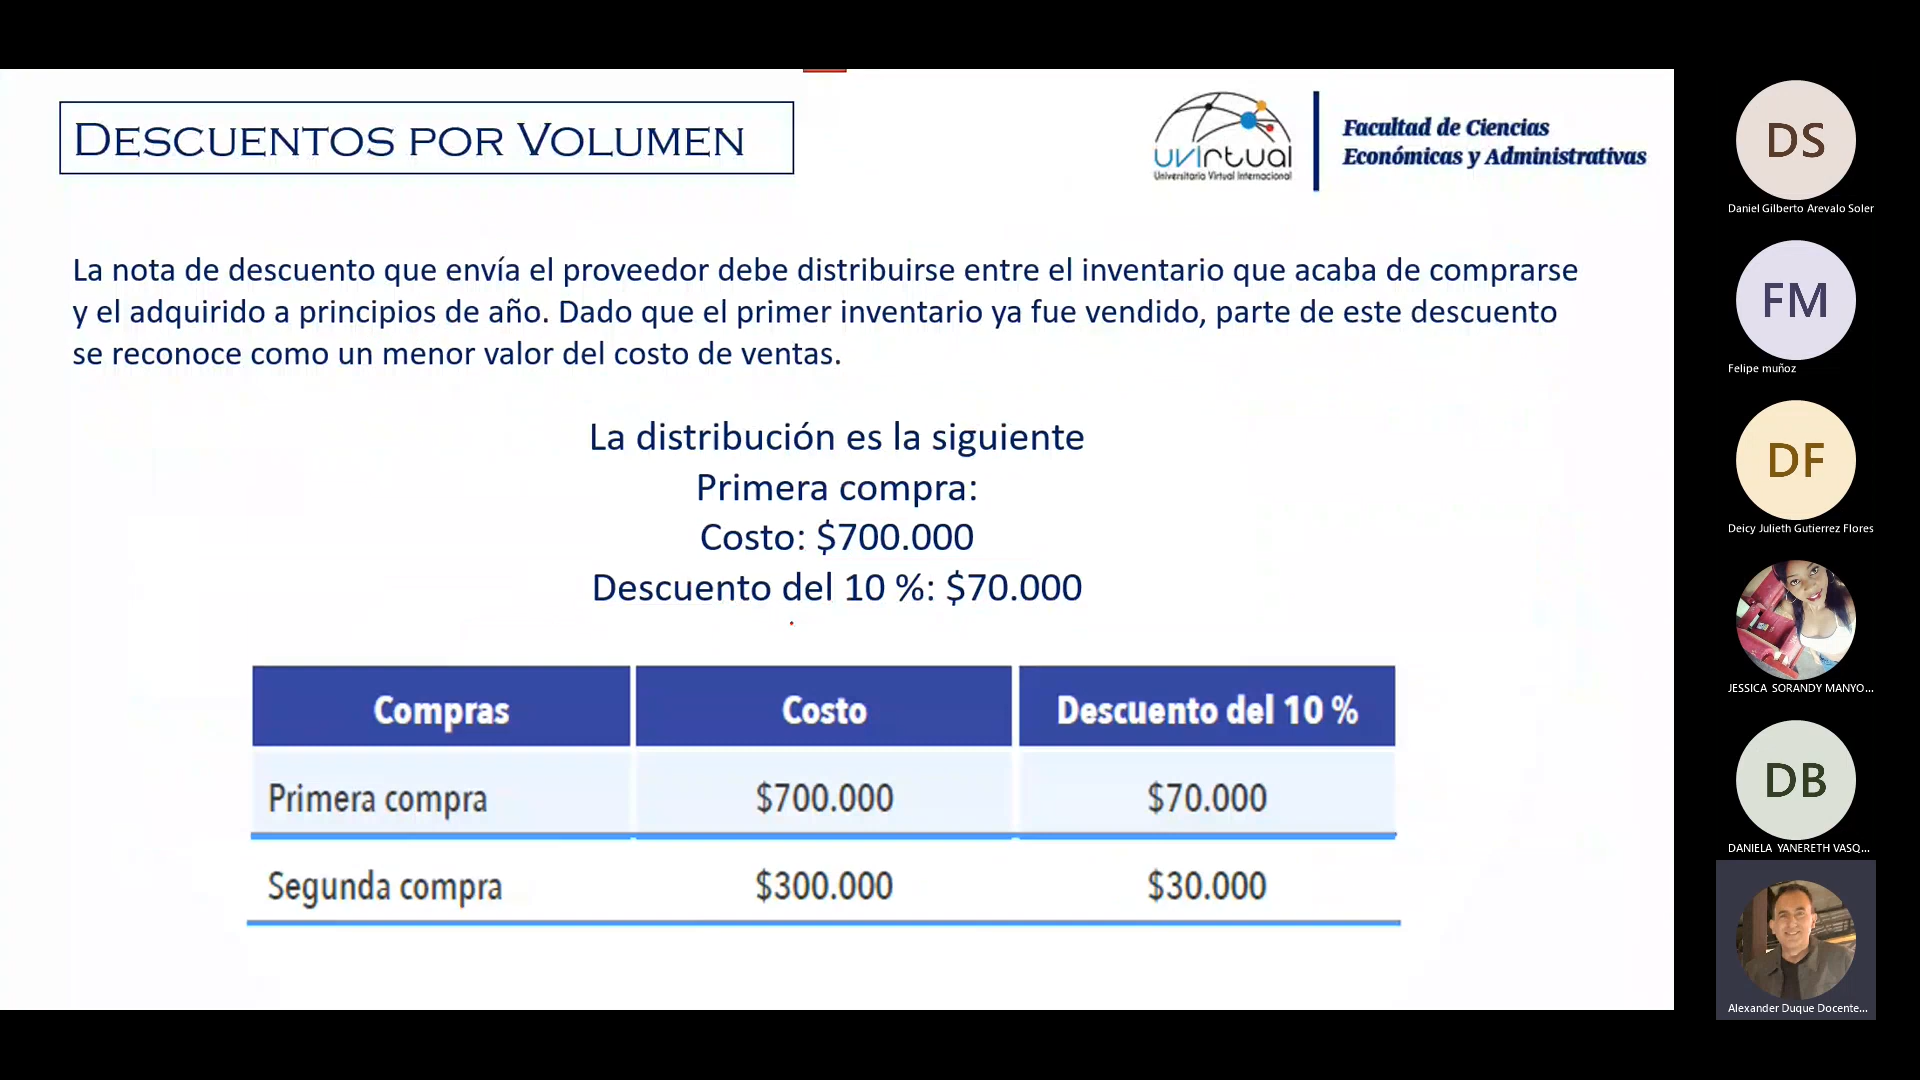 DESCUENTOS POR VOLUMEN
uvirtual
Universitaria Virtual Internacional
Facultad de Ciencias
Económicas y Administrativas
La nota de descuento que envía el proveedor debe distribuirse entre el inventario que acaba de comprarse
y el adquirido a principios de año. Dado que el primer inventario ya fue vendido, parte de este descuento
se reconoce como un menor valor del costo de ventas.
La distribución es la siguiente
Primera compra:
Costo: $700.000
Descuento del 10 %: $70.000
Compras Costo Descuento del 10 %
Primera compra $700.000 $70.000
Segunda compra $300.000 $30.000
DS
Daniel Gilberto Arevalo Soler
FM
Felipe muñoz
DF
Deicy Julieth Gutierrez Flores
JESSICA SORANDY MANYO...
DB
DANIELA YANERETH VASQ...
Alexander Duque Docente...